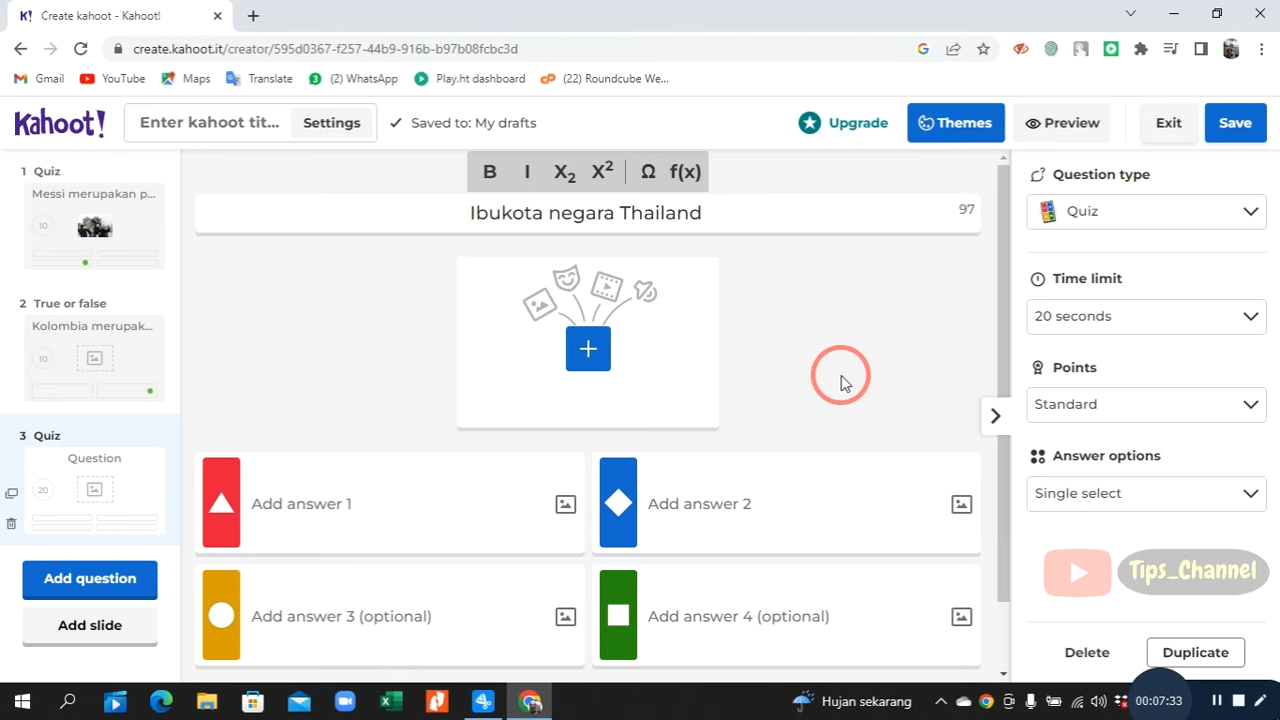 Create kahoot - Kahoot!
create.kahoot.it/creator/595d0367-f257-44b9-916b-b97b08fcbc3d
Gmail
YouTube
Maps
Translate
(2) WhatsApp
Play.ht dashboard
(22) Roundcube We...
Kahoot!
Enter kahoot tit...
Settings
Saved to: My drafts
Upgrade
Themes
Preview
Exit
Save
1 Quiz
Messi merupakan p...
10
2 True or false
Kolombia merupak...
10
3 Quiz
Question
20
Add question
Add slide
B I X2 X2 Ω f(x)
Ibukota negara Thailand
97
Add answer 1
Add answer 2
Add answer 3 (optional)
Add answer 4 (optional)
Question type
Quiz
Time limit
20 seconds
Points
Standard
Answer options
Single select
Tips_Channel
Delete
Duplicate
Hujan sekarang
00:07:33